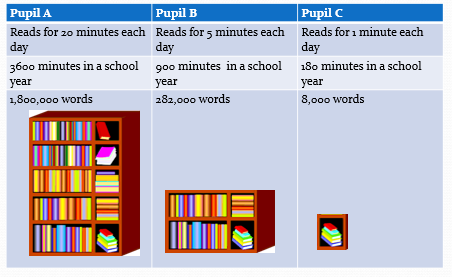 Pupil A
Pupil B
Pupil C
Reads for 20 minutes each
day
Reads for 5 minutes each
day
Reads for 1 minute each
day
3600 minutes in a school
year
900 minutes in a school
year
180 minutes in a school
year
1,800,000 words
282,000 words
8,000 words